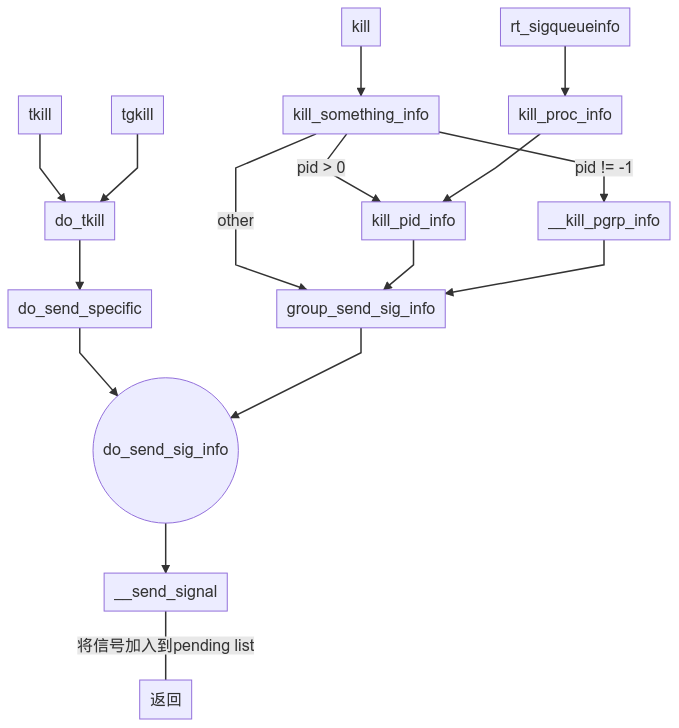 kill
rt_sigqueueinfo
tkill
tgkill
kill_something_info
kill_proc_info
pid > 0
pid != -1
other
do_tkill
kill_pid_info
__kill_pgrp_info
do_send_specific
group_send_sig_info
do_send_sig_info
__send_signal
将信号加入到pending list
返回